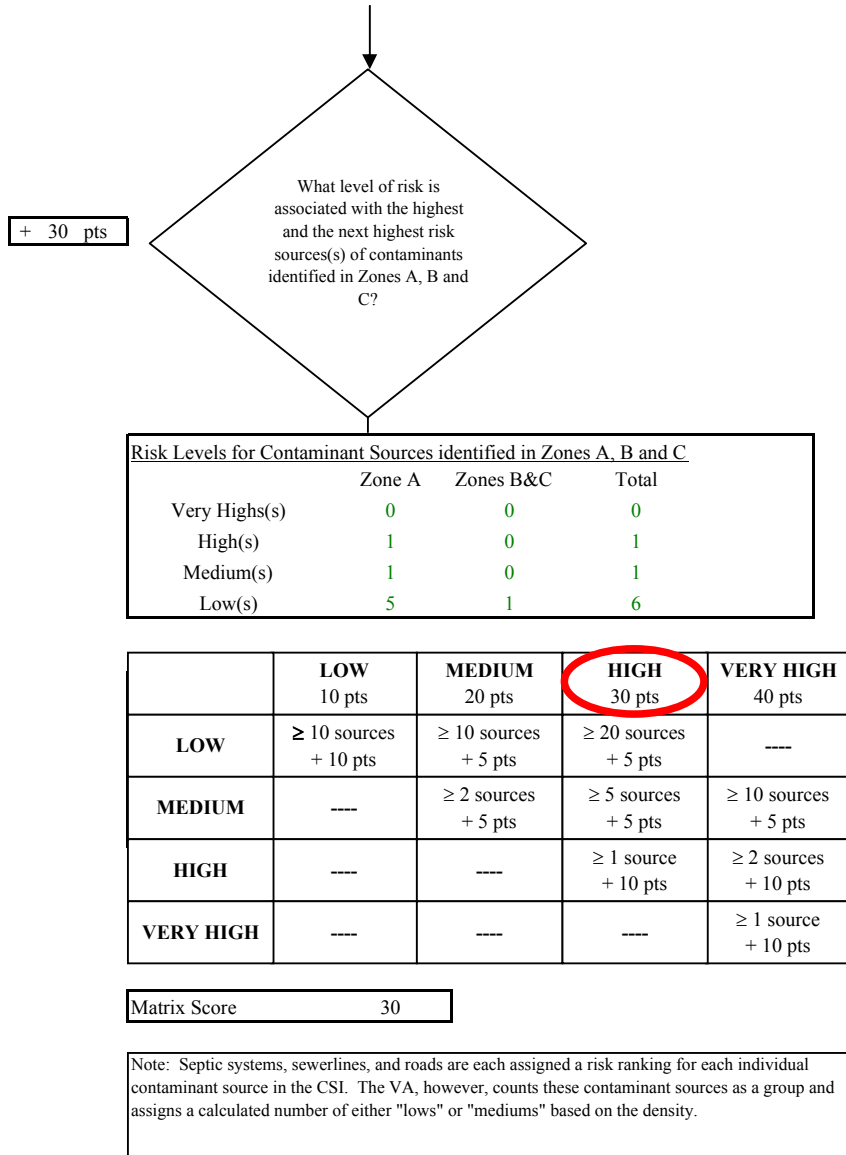 What level of risk is
associated with the highest
and the next highest risk
sources(s) of contaminants
identified in Zones A, B and
C?
+ 30 pts
Risk Levels for Contaminant Sources identified in Zones A, B and C
Zone A Zones B&C Total
Very Highs(s) 0 0 0
High(s) 1 0 1
Medium(s) 1 0 1
Low(s) 5 1 6
LOW MEDIUM HIGH VERY HIGH
10 pts 20 pts 30 pts 40 pts
LOW ≥ 10 sources ≥ 10 sources ≥ 20 sources ----
+ 10 pts + 5 pts + 5 pts
MEDIUM ---- ≥ 2 sources ≥ 5 sources ≥ 10 sources
+ 5 pts + 5 pts + 5 pts
HIGH ---- ---- ≥ 1 source ≥ 2 sources
+ 10 pts + 10 pts
VERY HIGH ---- ---- ---- ≥ 1 source
+ 10 pts
Matrix Score 30
Note: Septic systems, sewerlines, and roads are each assigned a risk ranking for each individual
contaminant source in the CSI. The VA, however, counts these contaminant sources as a group and
assigns a calculated number of either "lows" or "mediums" based on the density.